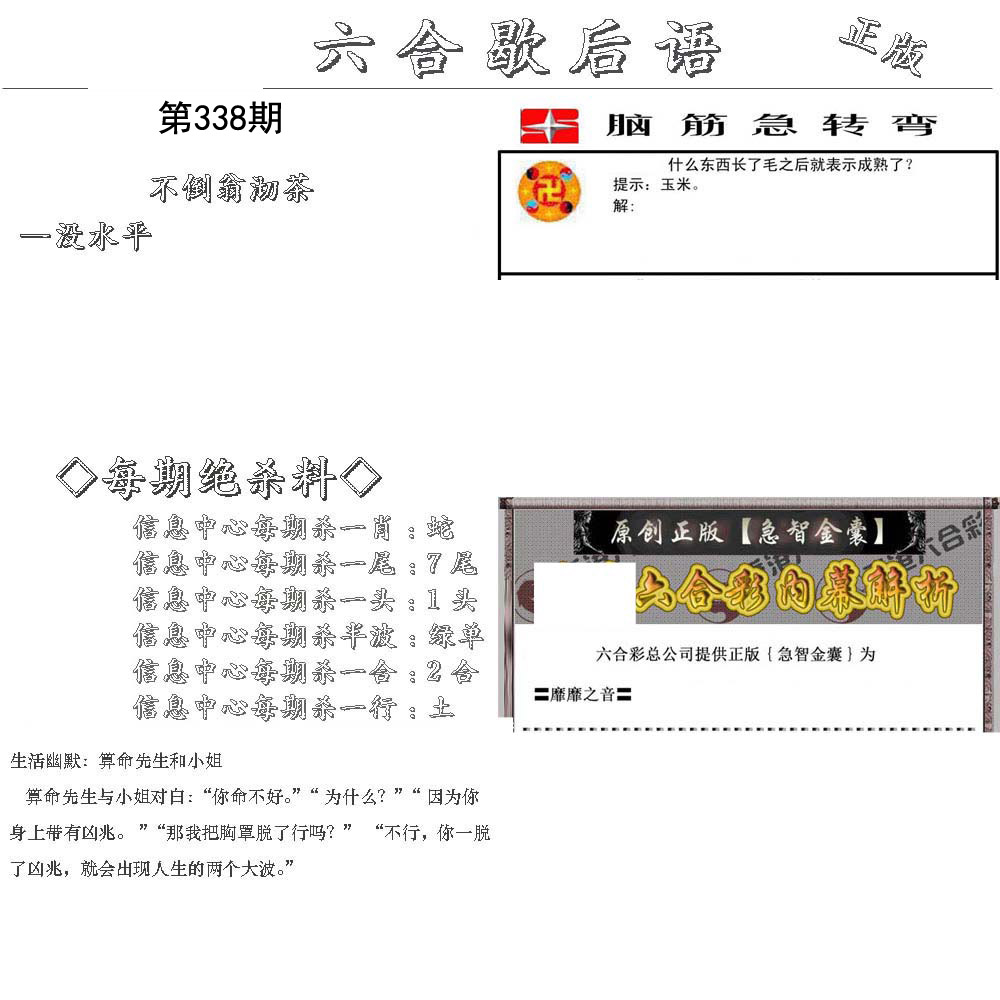 六合歇后语
正版
第338期
不倒翁沏茶
—没水平
脑筋急转弯
什么东西长了毛之后就表示成熟了?
提示：玉米。
解:
◇每期绝杀料◇
信息中心每期杀一肖：蛇
信息中心每期杀一尾：7尾
信息中心每期杀一头：1头
信息中心每期杀半波：绿单
信息中心每期杀一合：2合
信息中心每期杀一行：土
原创正版【急智金囊】
六合彩内幕解析
六合彩总公司提供正版{急智金囊}为
〓靡靡之音〓
生活幽默：算命先生和小姐
算命先生与小姐对白：“你命不好。”“为什么？”“因为你
身上带有凶兆。”“那我把胸罩脱了行吗？” “不行，你一脱
了凶兆，就会出现人生的两个大波。”